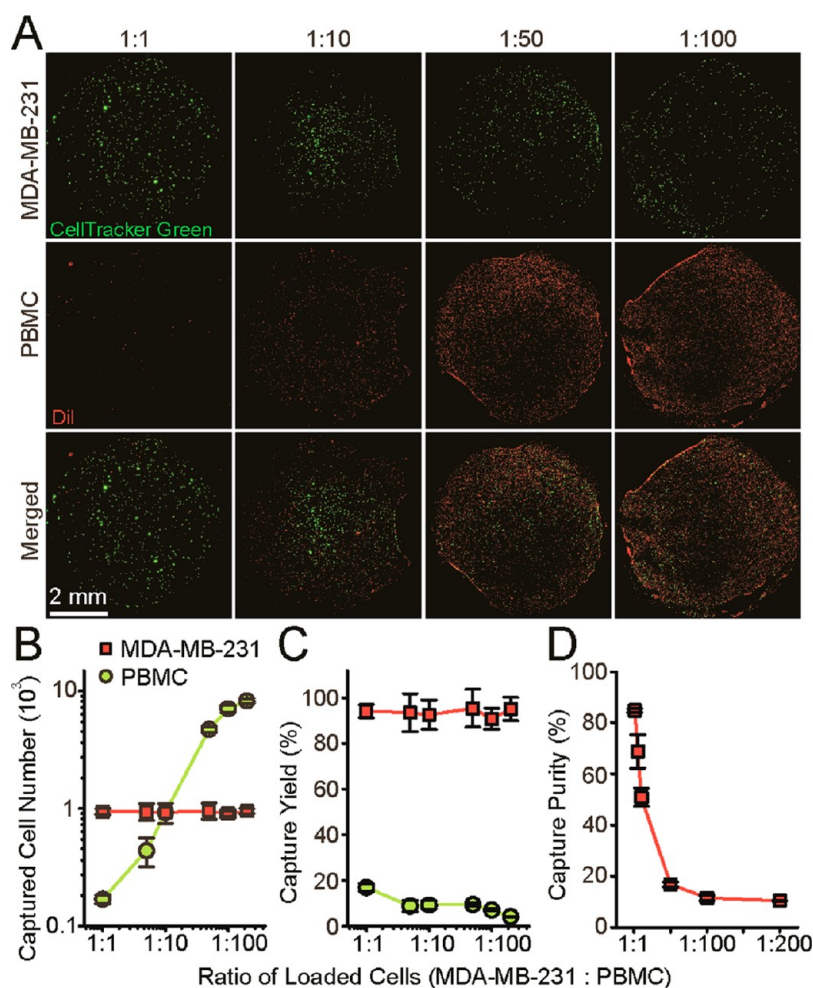 A
1:1 1:10 1:50 1:100
MDA-MB-231
CellTracker Green
PBMC
DiI
Merged
2 mm
B
MDA-MB-231
PBMC
Captured Cell Number (10³)
10
1
0.1
1:1 1:10 1:100
C
Capture Yield (%)
100
80
60
40
20
0
1:1 1:10 1:100
D
Capture Purity (%)
100
80
60
40
20
0
1:1 1:100 1:200
Ratio of Loaded Cells (MDA-MB-231 : PBMC)